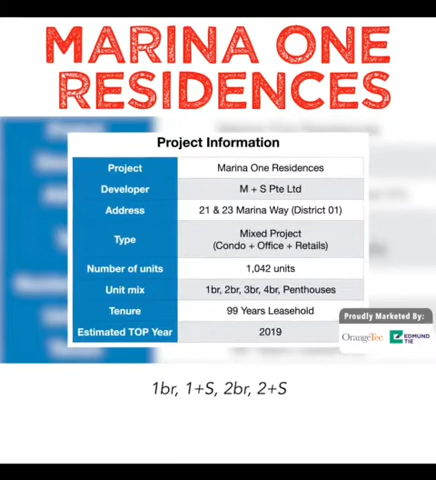 MARINA ONE
RESIDENCES
Project Information
Project Marina One Residences
Developer M + S Pte Ltd
Address 21 & 23 Marina Way (District 01)
Type Mixed Project
(Condo + Office + Retails)
Number of units 1,042 units
Unit mix 1br, 2br, 3br, 4br, Penthouses
Tenure 99 Years Leasehold
Estimated TOP Year 2019
Proudly Marketed By:
OrangeTee EDMUND
TIE
1br, 1+S, 2br, 2+S